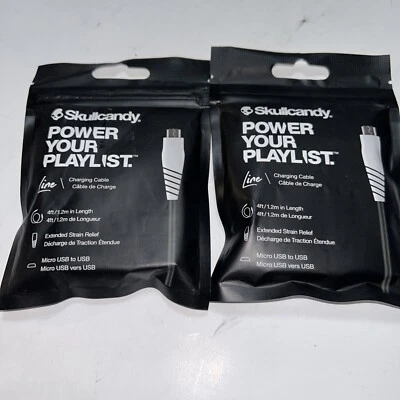 Skullcandy.
POWER
YOUR
PLAYLIST.™
Line \ Charging Cable
Câble de Charge
4ft/1.2m in Length
4ft/1.2m de Longueur
Extended Strain Relief
Décharge de Traction Étendue
Micro USB to USB
Micro USB vers USB
Skullcandy.
POWER
YOUR
PLAYLIST.™
Line \ Charging Cable
Câble de Charge
4ft/1.2m in Length
4ft/1.2m de Longueur
Extended Strain Relief
Décharge de Traction Étendue
Micro USB to USB
Micro USB vers USB